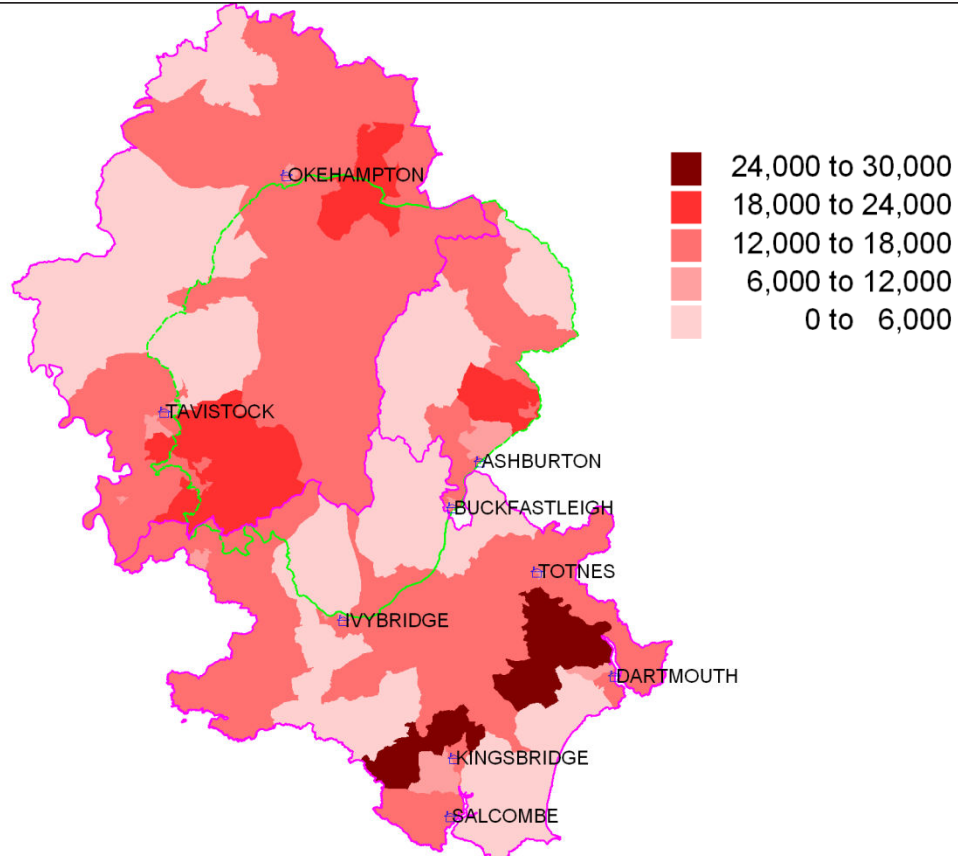 OKEHAMPTON
24,000 to 30,000
18,000 to 24,000
12,000 to 18,000
6,000 to 12,000
0 to 6,000
TAVISTOCK
ASHBURTON
BUCKFASTLEIGH
TOTNES
IVYBRIDGE
DARTMOUTH
KINGSBRIDGE
SALCOMBE